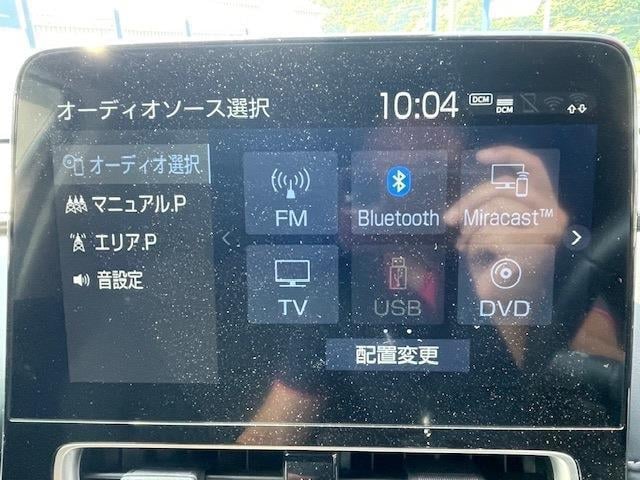 オーディオソース選択 10:04 DCM DCM
オーディオ選択
マニュアル.P
エリア.P
音設定
FM Bluetooth Miracast™
TV USB DVD
配置変更